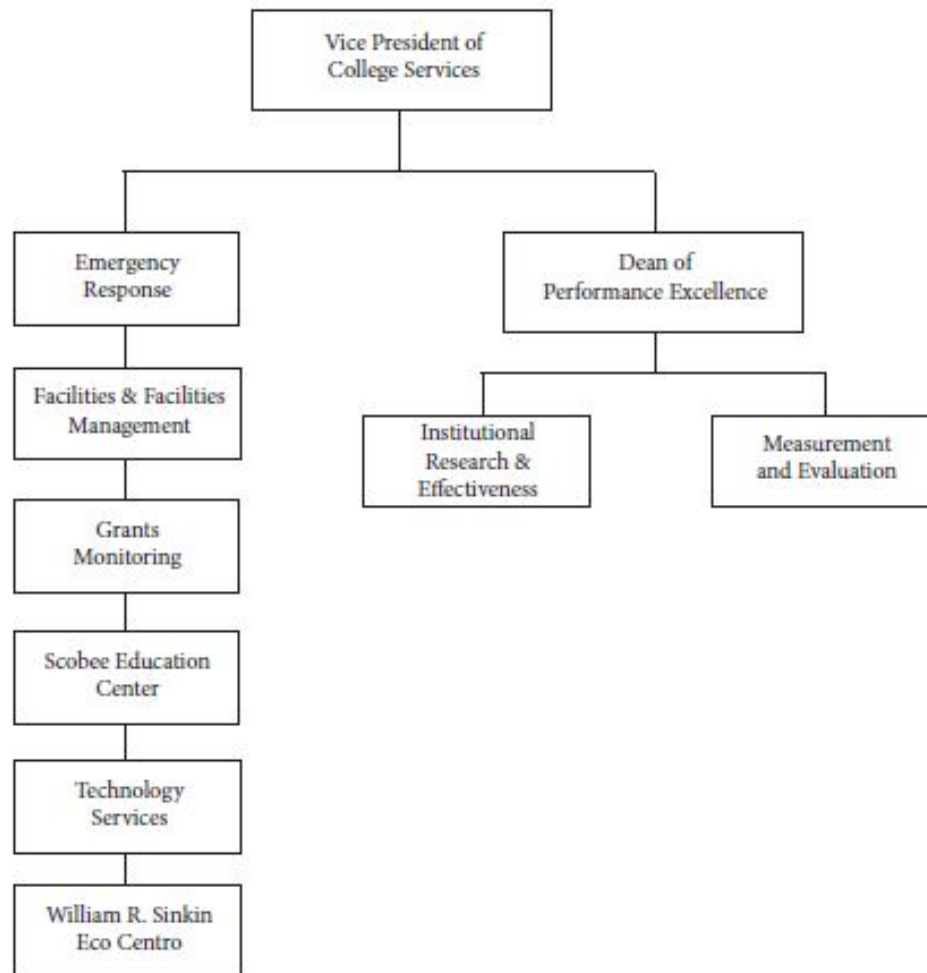 Vice President of
College Services
Emergency
Response
Dean of
Performance Excellence
Facilities & Facilities
Management
Institutional
Research &
Effectiveness
Measurement
and Evaluation
Grants
Monitoring
Scobee Education
Center
Technology
Services
William R. Sinkin
Eco Centro